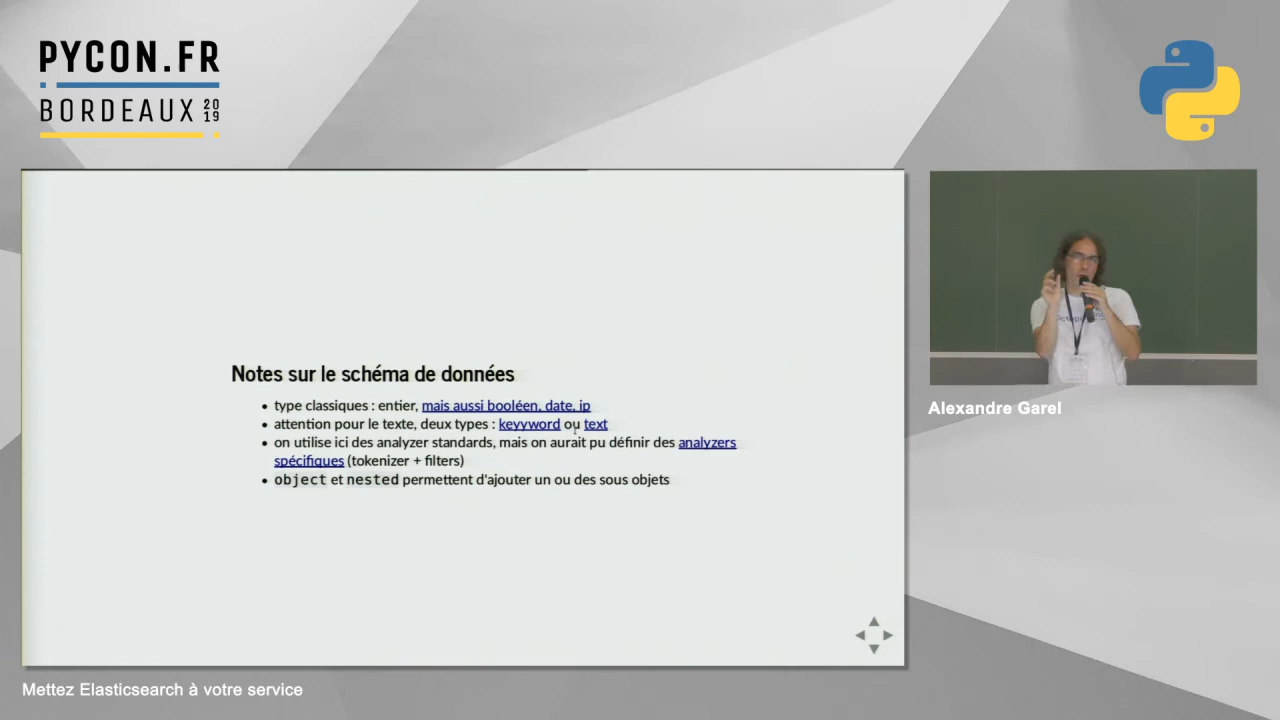 PYCON.FR
BORDEAUX 2019
Notes sur le schéma de données
• type classiques : entier, mais aussi booléen, date, ip
• attention pour le texte, deux types : keyword ou text
• on utilise ici des analyzer standards, mais on aurait pu définir des analyzers
spécifiques (tokenizer + filters)
• object et nested permettent d'ajouter un ou des sous objets
Alexandre Garel
Mettez Elasticsearch à votre service